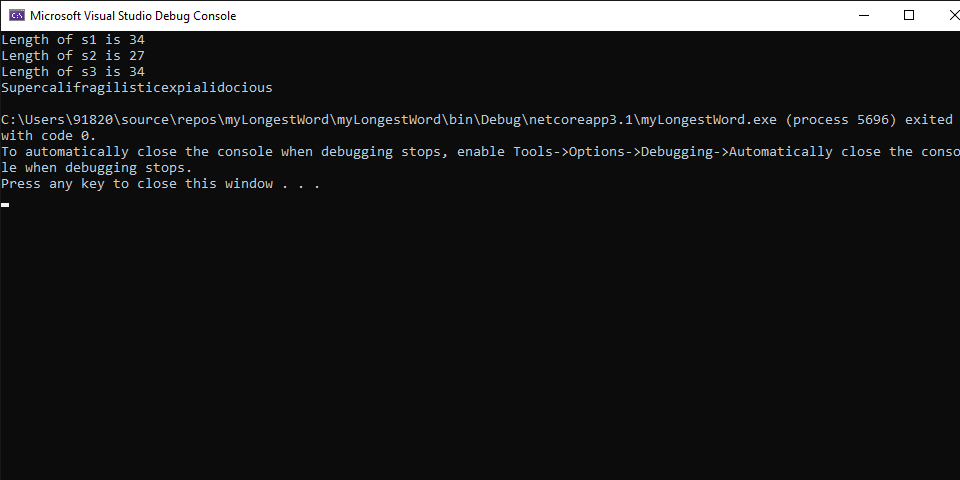 Microsoft Visual Studio Debug Console
Length of s1 is 34
Length of s2 is 27
Length of s3 is 34
Supercalifragilisticexpialidocious
C:\Users\91820\source\repos\myLongestWord\myLongestWord\bin\Debug\netcoreapp3.1\myLongestWord.exe (process 5696) exited
with code 0.
To automatically close the console when debugging stops, enable Tools->Options->Debugging->Automatically close the conso
le when debugging stops.
Press any key to close this window . . .